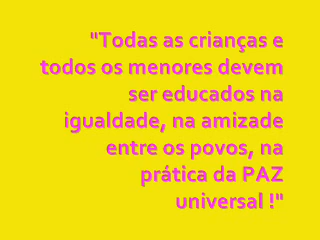 "Todas as crianças e
todos os menores devem
ser educados na
igualdade, na amizade
entre os povos, na
prática da PAZ
universal !"